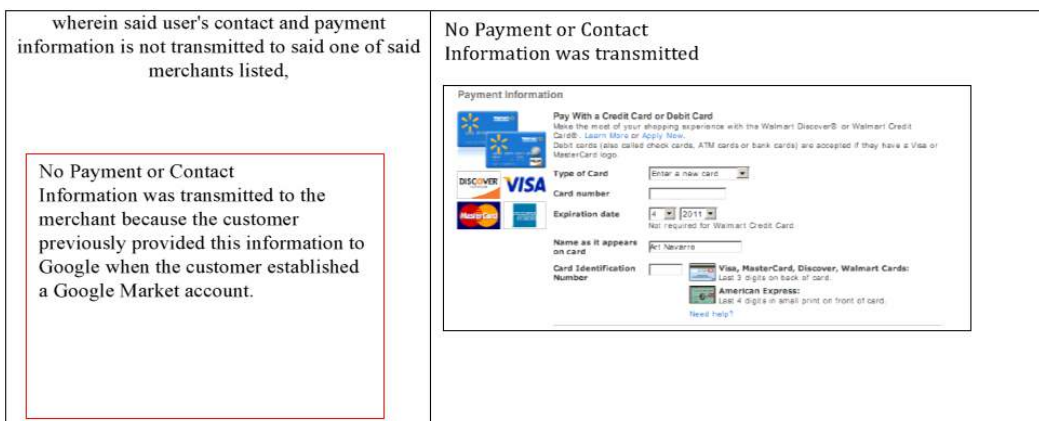 wherein said user's contact and payment
information is not transmitted to said one of said
merchants listed,
No Payment or Contact
Information was transmitted to the
merchant because the customer
previously provided this information to
Google when the customer established
a Google Market account.
No Payment or Contact
Information was transmitted
Payment Information
Pay With a Credit Card or Debit Card
Make the most of your shopping experience with the Walmart Discover® or Walmart Credit
Card®. Learn More or Apply Now.
Debit cards (also called check cards, ATM cards or bank cards) are accepted if they have a Visa or
MasterCard logo.
DISCOVER VISA
MasterCard
Type of Card Enter a new card
Card number
Expiration date 4 2011
Not required for Walmart Credit Card
Name as it appears
on card Art Navarro
Card Identification
Number
Visa, MasterCard, Discover, Walmart Cards:
Last 3 digits on back of card.
American Express:
Last 4 digits in small print on front of card.
Need help?